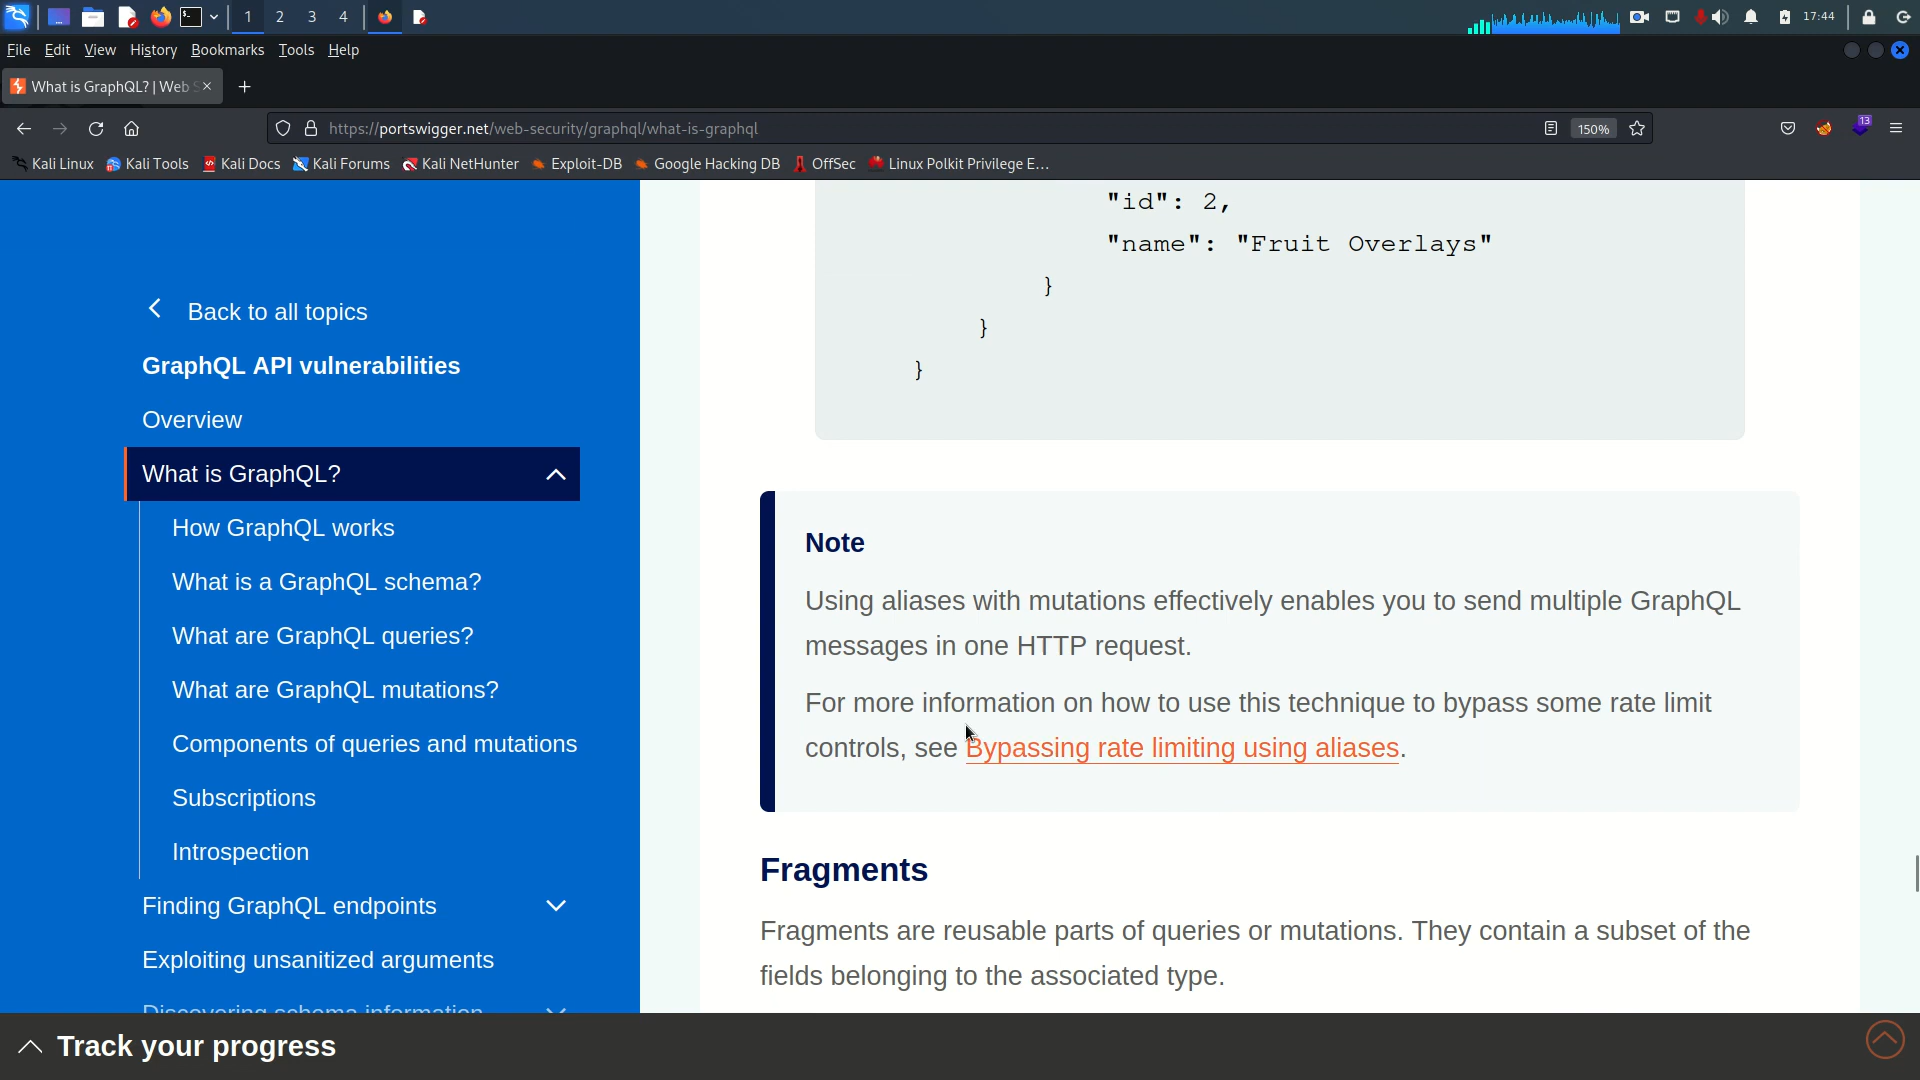 1 2 3 4 17:44
File Edit View History Bookmarks Tools Help
What is GraphQL? | Web S
https://portswigger.net/web-security/graphql/what-is-graphql 150% 13
Kali Linux Kali Tools Kali Docs Kali Forums Kali NetHunter Exploit-DB Google Hacking DB OffSec Linux Polkit Privilege E...
Back to all topics
GraphQL API vulnerabilities
Overview
What is GraphQL?
How GraphQL works
What is a GraphQL schema?
What are GraphQL queries?
What are GraphQL mutations?
Components of queries and mutations
Subscriptions
Introspection
Finding GraphQL endpoints
Exploiting unsanitized arguments
Discovering schema information
"id": 2,
"name": "Fruit Overlays"
}
}
}
Note
Using aliases with mutations effectively enables you to send multiple GraphQL
messages in one HTTP request.
For more information on how to use this technique to bypass some rate limit
controls, see Bypassing rate limiting using aliases.
Fragments
Fragments are reusable parts of queries or mutations. They contain a subset of the
fields belonging to the associated type.
Track your progress